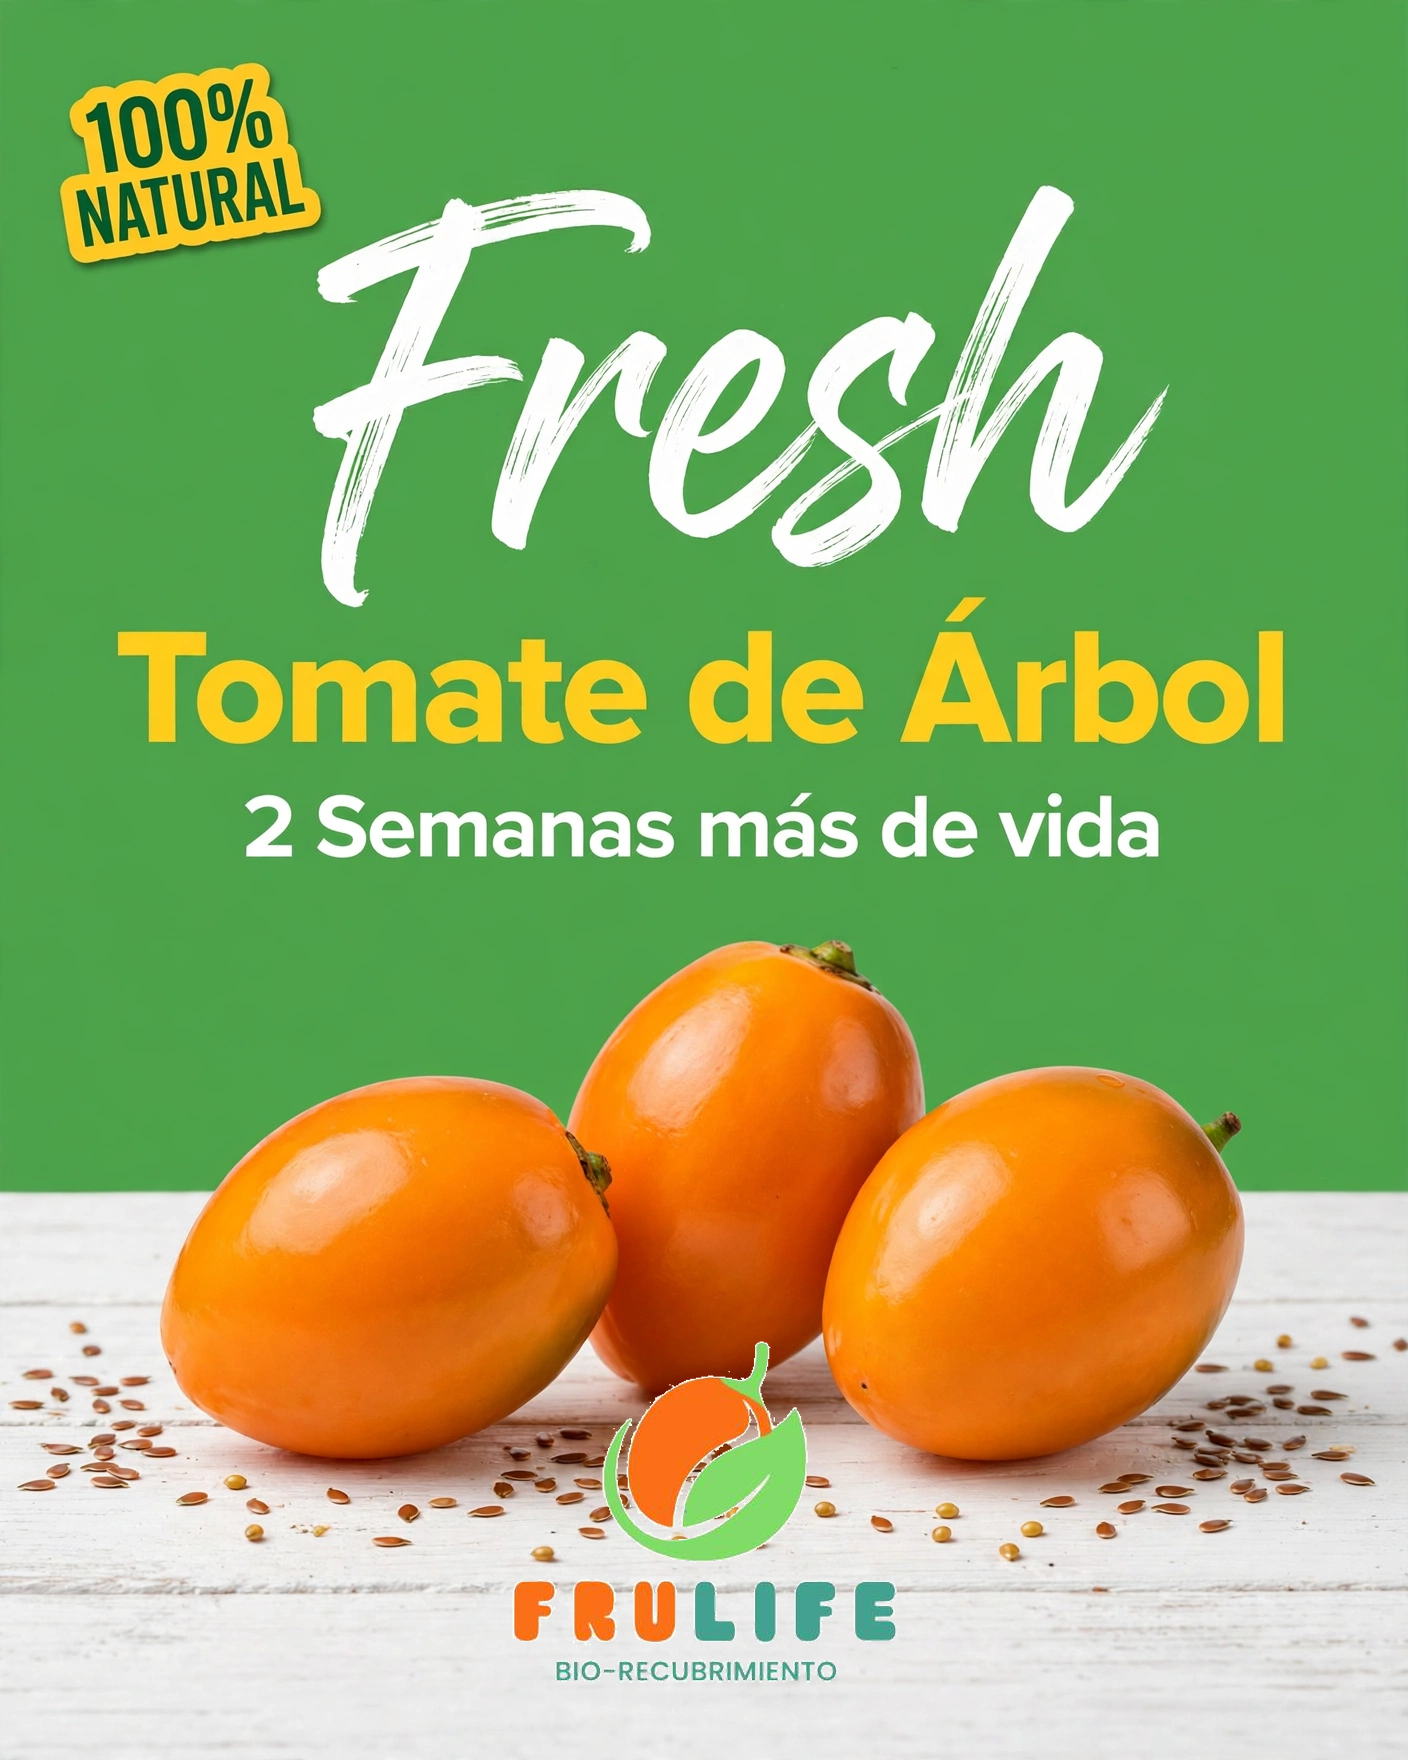 100%
NATURAL
Fresh
Tomate de Árbol
2 Semanas más de vida
FRULIFE
BIO-RECUBRIMIENTO